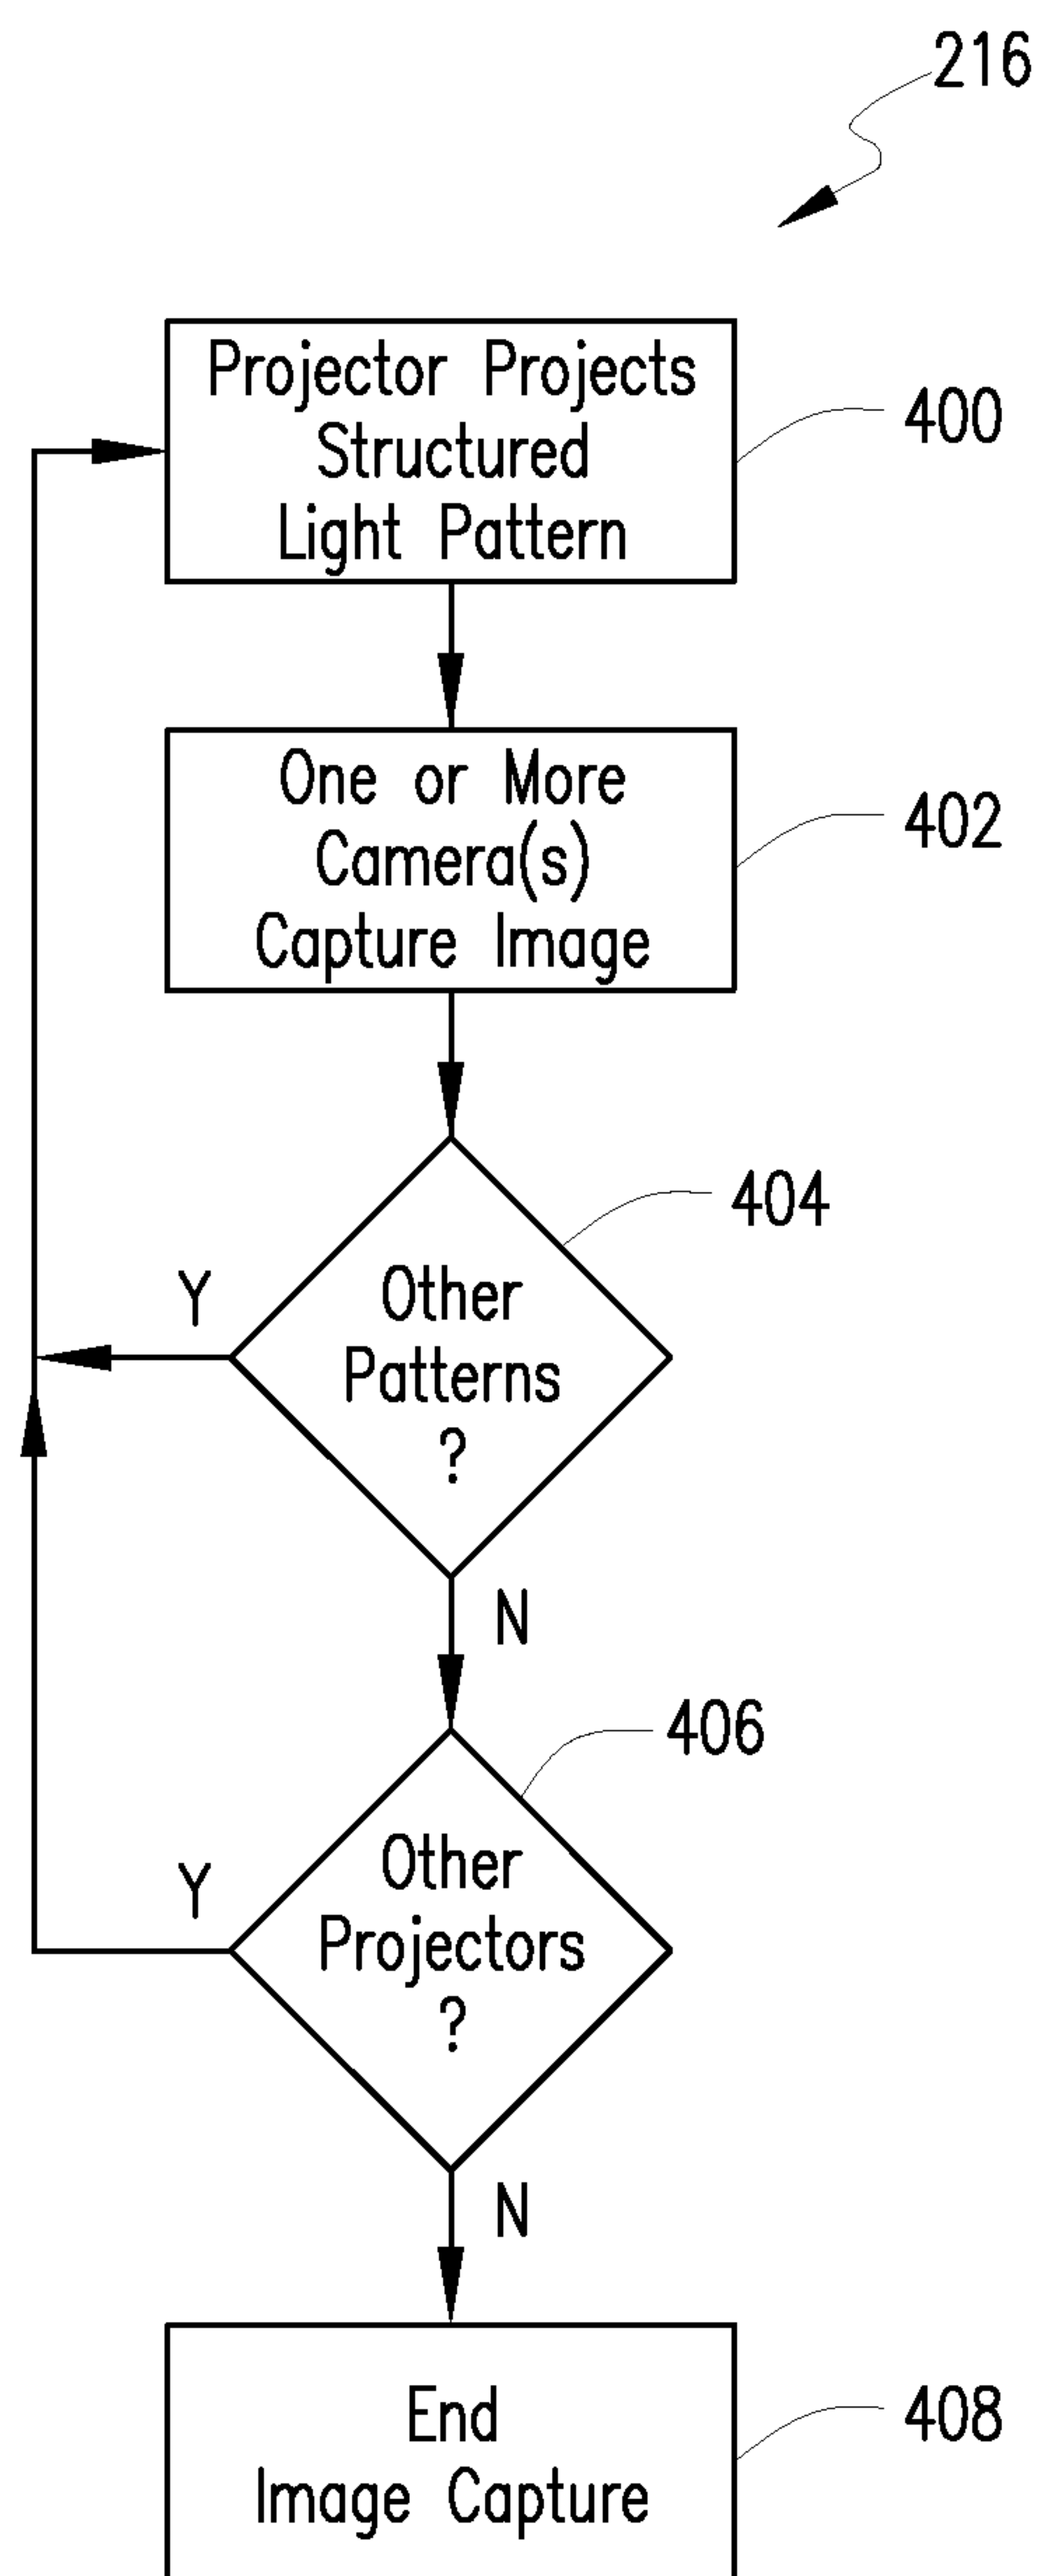 216
Projector Projects
Structured
Light Pattern
400
One or More
Camera(s)
Capture Image
402
404
Other
Patterns
?
Y
N
406
Other
Projectors
?
Y
N
End
Image Capture
408